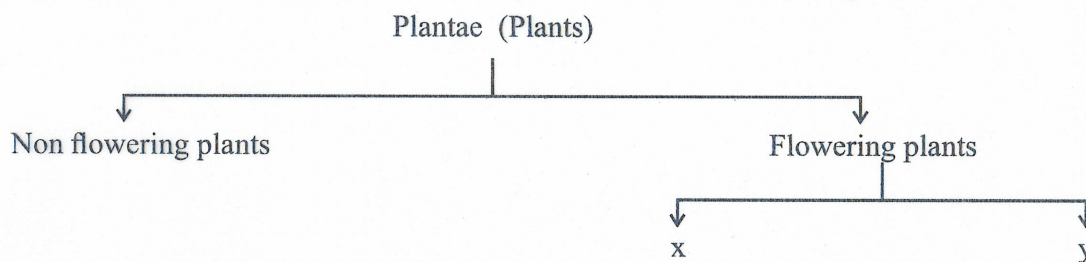 Plantae (Plants)
Non flowering plants
Flowering plants
x
y